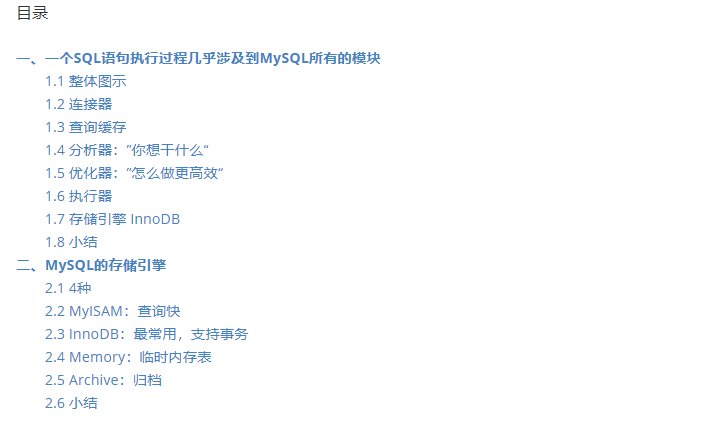 目录
一、一个SQL语句执行过程几乎涉及到MySQL所有的模块
1.1 整体图示
1.2 连接器
1.3 查询缓存
1.4 分析器：”你想干什么“
1.5 优化器：”怎么做更高效“
1.6 执行器
1.7 存储引擎 InnoDB
1.8 小结
二、MySQL的存储引擎
2.1 4种
2.2 MyISAM：查询快
2.3 InnoDB：最常用，支持事务
2.4 Memory：临时内存表
2.5 Archive：归档
2.6 小结